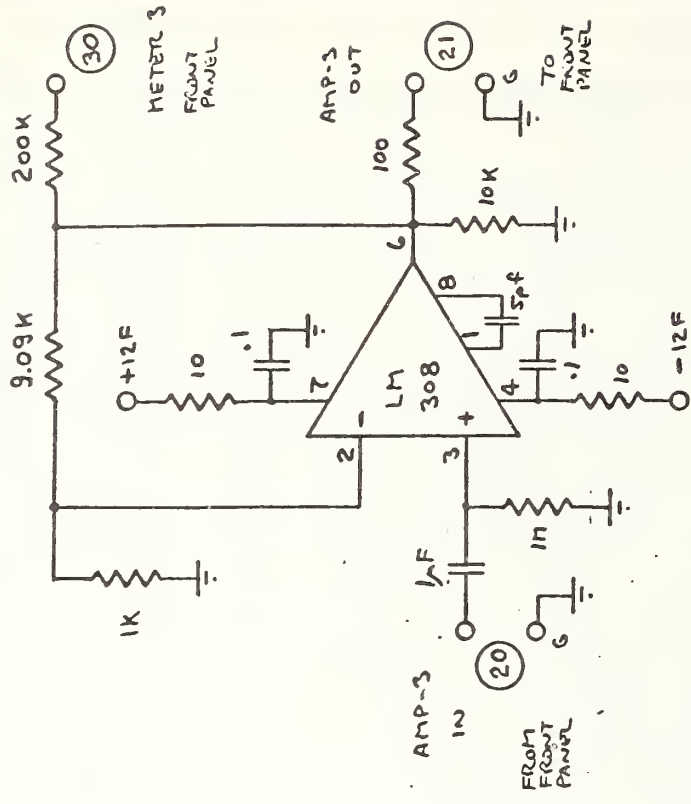 200K
30
METER 3
FRONT
PANEL
9.09K
+12F
10
.1
1K
2
7
6
100
AMP-3
OUT
21
G
TO
FRONT
PANEL
10K
-
LM
308
+
8
1
5pf
3
4
.1
10
-12F
1µF
1M
AMP-3
IN
20
G
FROM
FRONT
PANEL